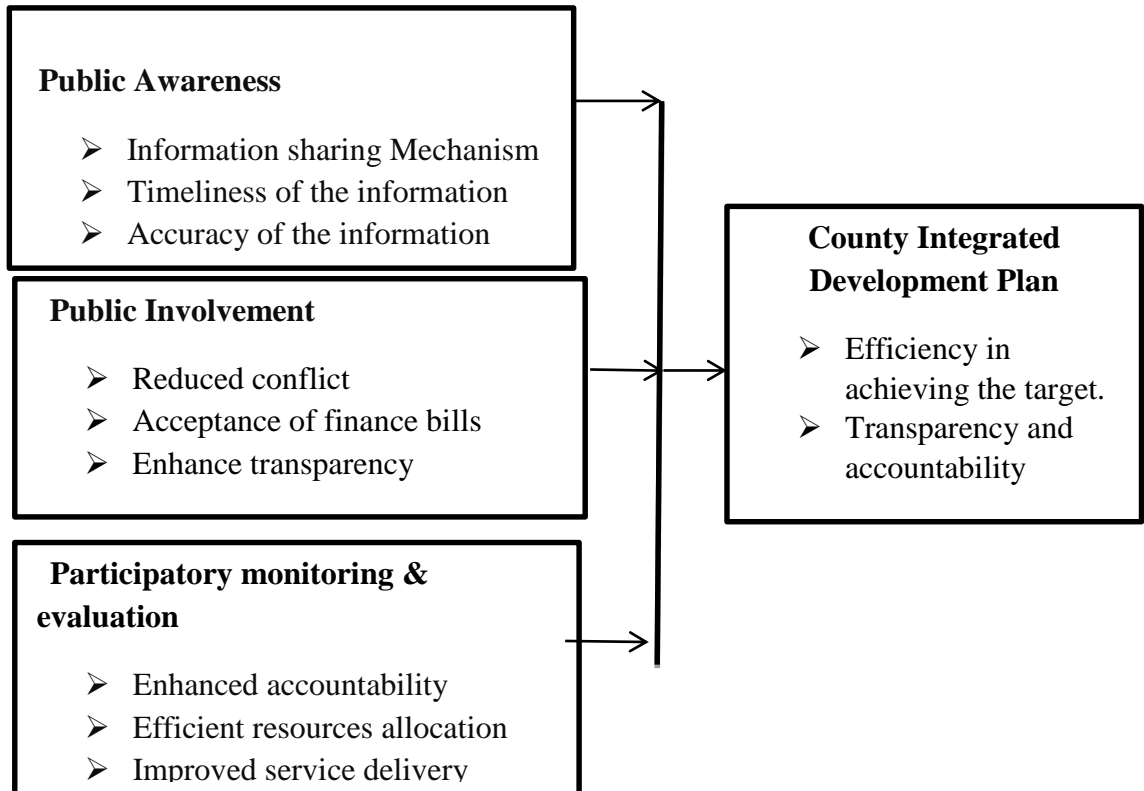 Public Awareness
➢ Information sharing Mechanism
➢ Timeliness of the information
➢ Accuracy of the information
Public Involvement
➢ Reduced conflict
➢ Acceptance of finance bills
➢ Enhance transparency
Participatory monitoring &
evaluation
➢ Enhanced accountability
➢ Efficient resources allocation
➢ Improved service delivery
County Integrated
Development Plan
➢ Efficiency in
achieving the target.
➢ Transparency and
accountability